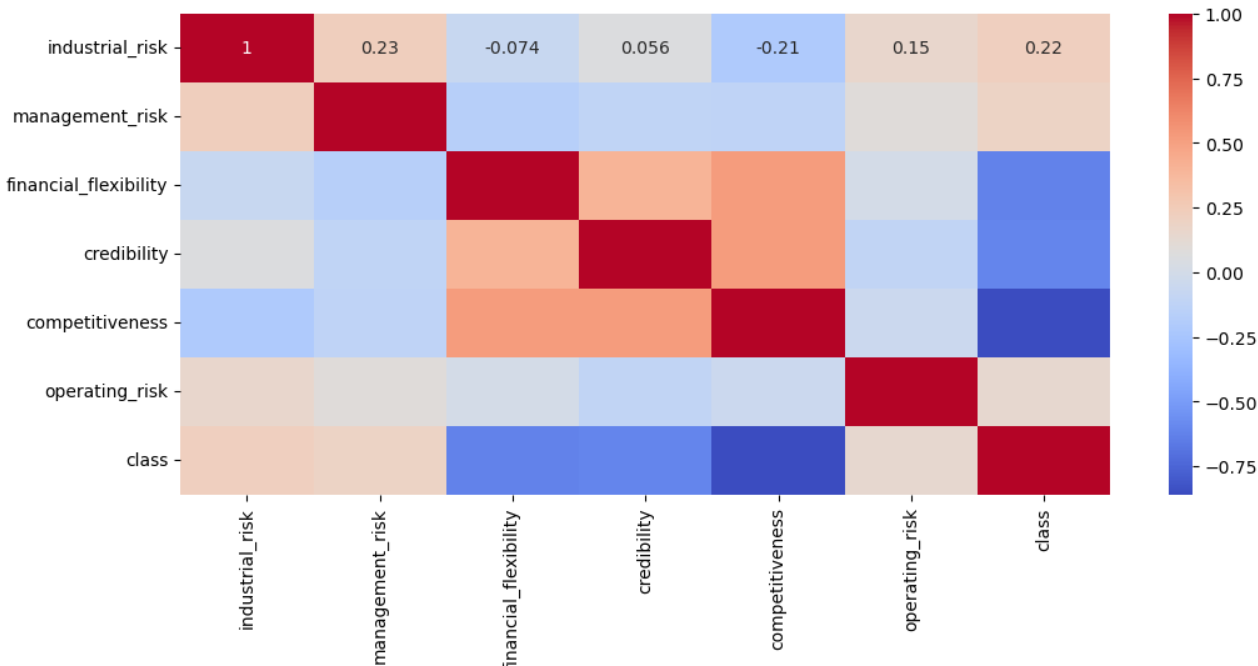 industrial_risk 1 0.23 -0.074 0.056 -0.21 0.15 0.22
management_risk
financial_flexibility
credibility
competitiveness
operating_risk
class
industrial_risk
management_risk
financial_flexibility
credibility
competitiveness
operating_risk
class
1.00
0.75
0.50
0.25
0.00
−0.25
−0.50
−0.75